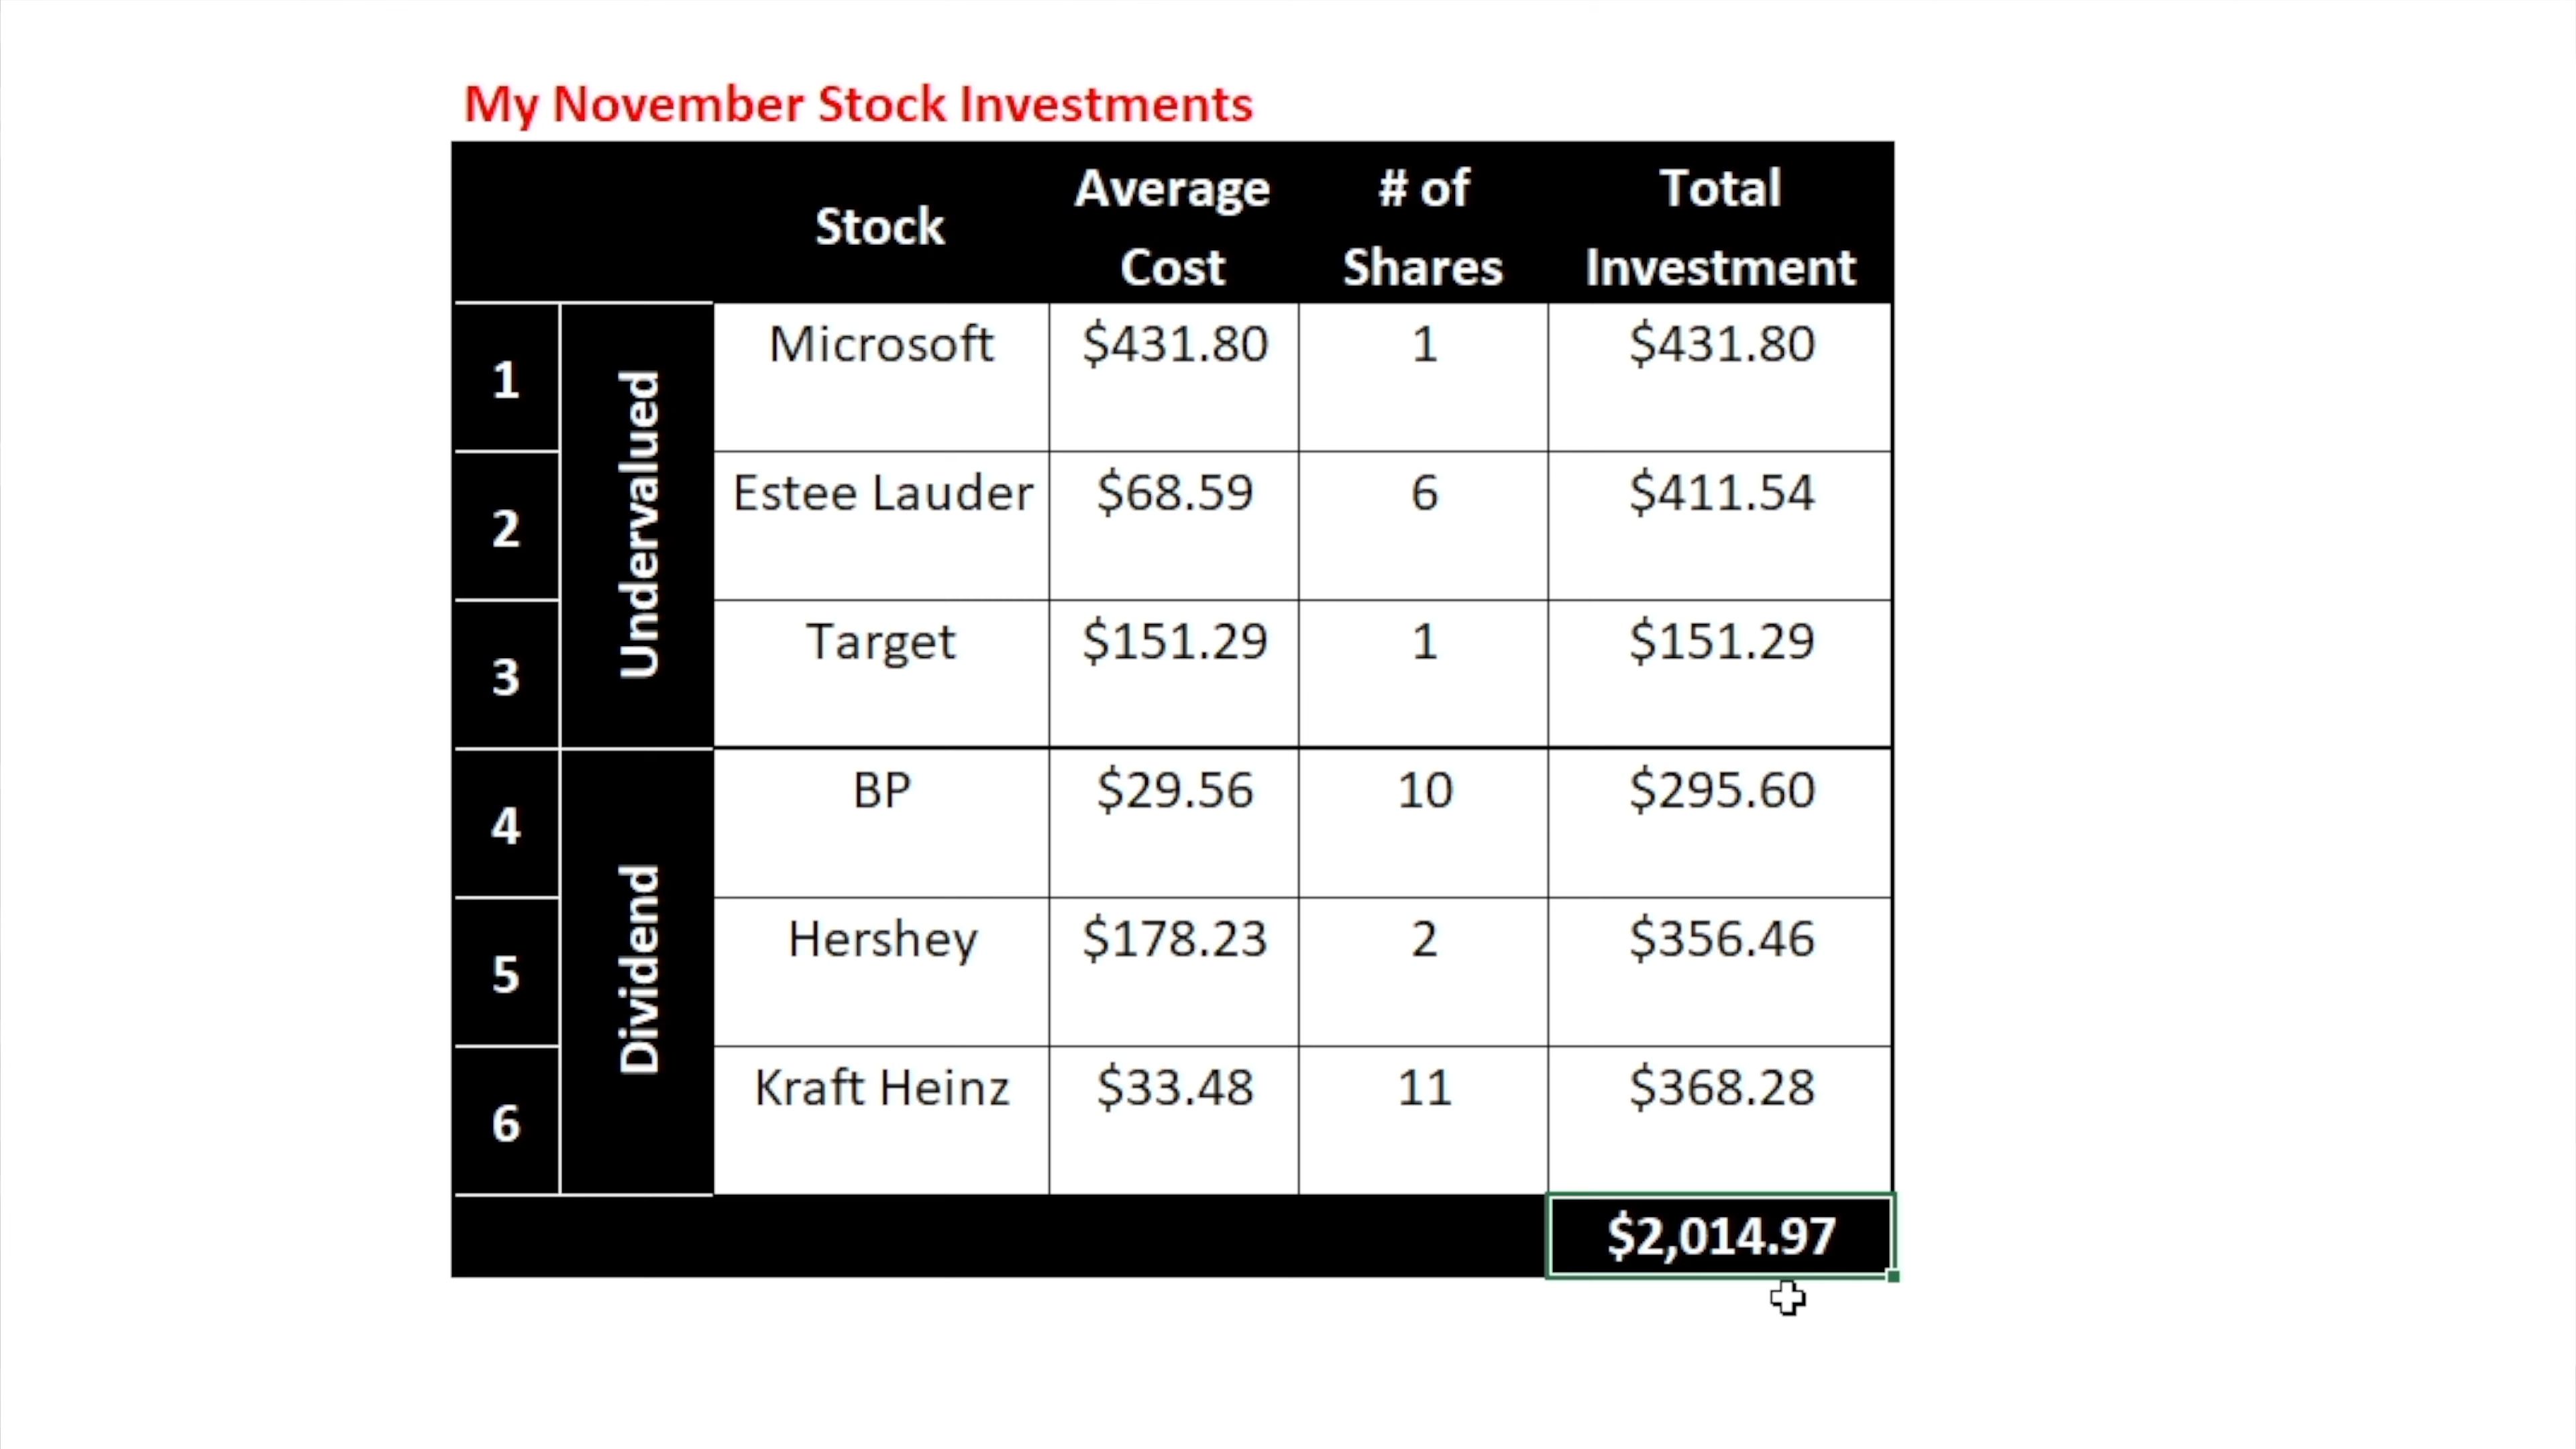 My November Stock Investments
Stock Average Cost # of Shares Total Investment
Undervalued
1 Microsoft $431.80 1 $431.80
2 Estee Lauder $68.59 6 $411.54
3 Target $151.29 1 $151.29
Dividend
4 BP $29.56 10 $295.60
5 Hershey $178.23 2 $356.46
6 Kraft Heinz $33.48 11 $368.28
$2,014.97